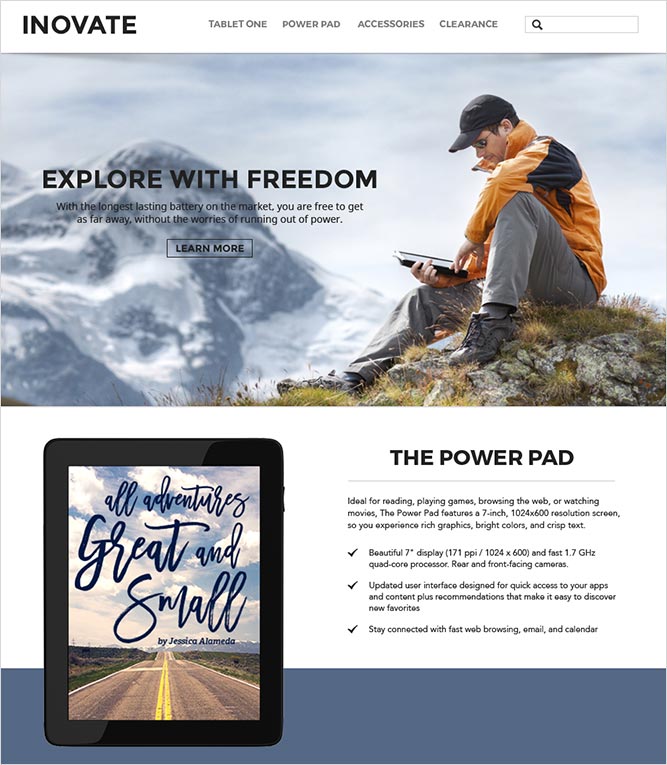 INOVATE
TABLET ONE POWER PAD ACCESSORIES CLEARANCE
EXPLORE WITH FREEDOM
With the longest lasting battery on the market, you are free to get
as far away, without the worries of running out of power.
LEARN MORE
all adventures
Great and
Small
by Jessica Alameda
THE POWER PAD
Ideal for reading, playing games, browsing the web, or watching
movies, The Power Pad features a 7-inch, 1024x600 resolution screen,
so you experience rich graphics, bright colors, and crisp text.
Beautiful 7" display (171 ppi / 1024 x 600) and fast 1.7 GHz
quad-core processor. Rear and front-facing cameras.
Updated user interface designed for quick access to your apps
and content plus recommendations that make it easy to discover
new favorites
Stay connected with fast web browsing, email, and calendar